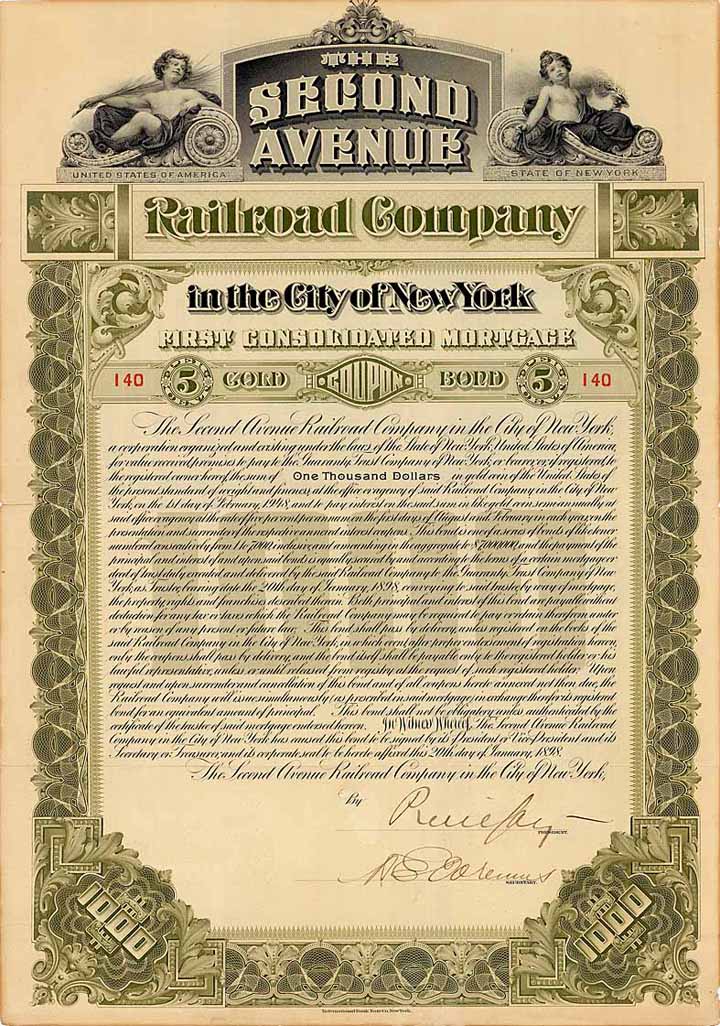 THE
SECOND
AVENUE
UNITED STATES OF AMERICA
STATE OF NEW YORK
Railroad Company
in the City of New York
FIRST CONSOLIDATED MORTGAGE
140 5 GOLD COUPON BOND 5 140
The Second Avenue Railroad Company in the City of New York,
a corporation organized and existing under the laws of the State of New York, United States of America,
for value received, promises to pay to the Guaranty Trust Company of New York, or bearer, or, if registered, to
the registered owner hereof, the sum of One Thousand Dollars in gold coin of the United States of
the present standard of weight and fineness, at the office or agency of said Railroad Company in the City of New
York, on the 1st day of February, 1948, and to pay interest on the said sum in like gold coin semi-annually at
said office or agency at the rate of five per cent per annum on the first days of August and February in each year, on the
presentation and surrender of the respective annexed interest coupons. This bond is one of a series of bonds of like tenor
numbered consecutively from 1 to 7000, inclusive, and amounting in the aggregate to $7,000,000, and the payment of the
principal and interest of and upon said bonds is equally secured by and according to the terms of a certain mortgage or
deed of trust duly executed and delivered by the said Railroad Company to the Guaranty Trust Company of New
York, as Trustee, bearing date the 20th day of January, 1898, conveying to said trustee, by way of mortgage,
the property, rights and franchises described therein. Both principal and interest of this bond are payable without
deduction for any tax or taxes which the Railroad Company may be required to pay or retain therefrom under
or by reason of any present or future law. This bond shall pass by delivery, unless registered on the books of the
said Railroad Company in the City of New York, in which event, after proper endorsement of registration hereon,
only the coupons shall pass by delivery, and the bond itself shall be payable only to the registered holder or his
lawful representative, unless or until released from registry at the request of such registered holder. Upon
request and upon surrender and cancellation of this bond and of all coupons hereto annexed not then due, the
Railroad Company will issue simultaneously (as presented) as said mortgage, in exchange therefor its registered
bond for an equivalent amount of principal. This bond shall not be obligatory unless authenticated by the
certificate of the trustee of said mortgage endorsed hereon. In Witness Whereof, The Second Avenue Railroad
Company in the City of New York has caused this bond to be signed by its President or Vice-President and its
Secretary or Treasurer, and its corporate seal to be hereto affixed this 20th day of January, 1898.
The Second Avenue Railroad Company in the City of New York,
By
PRESIDENT.
SECRETARY.
1000
1000
International Bank Note Co. New York.